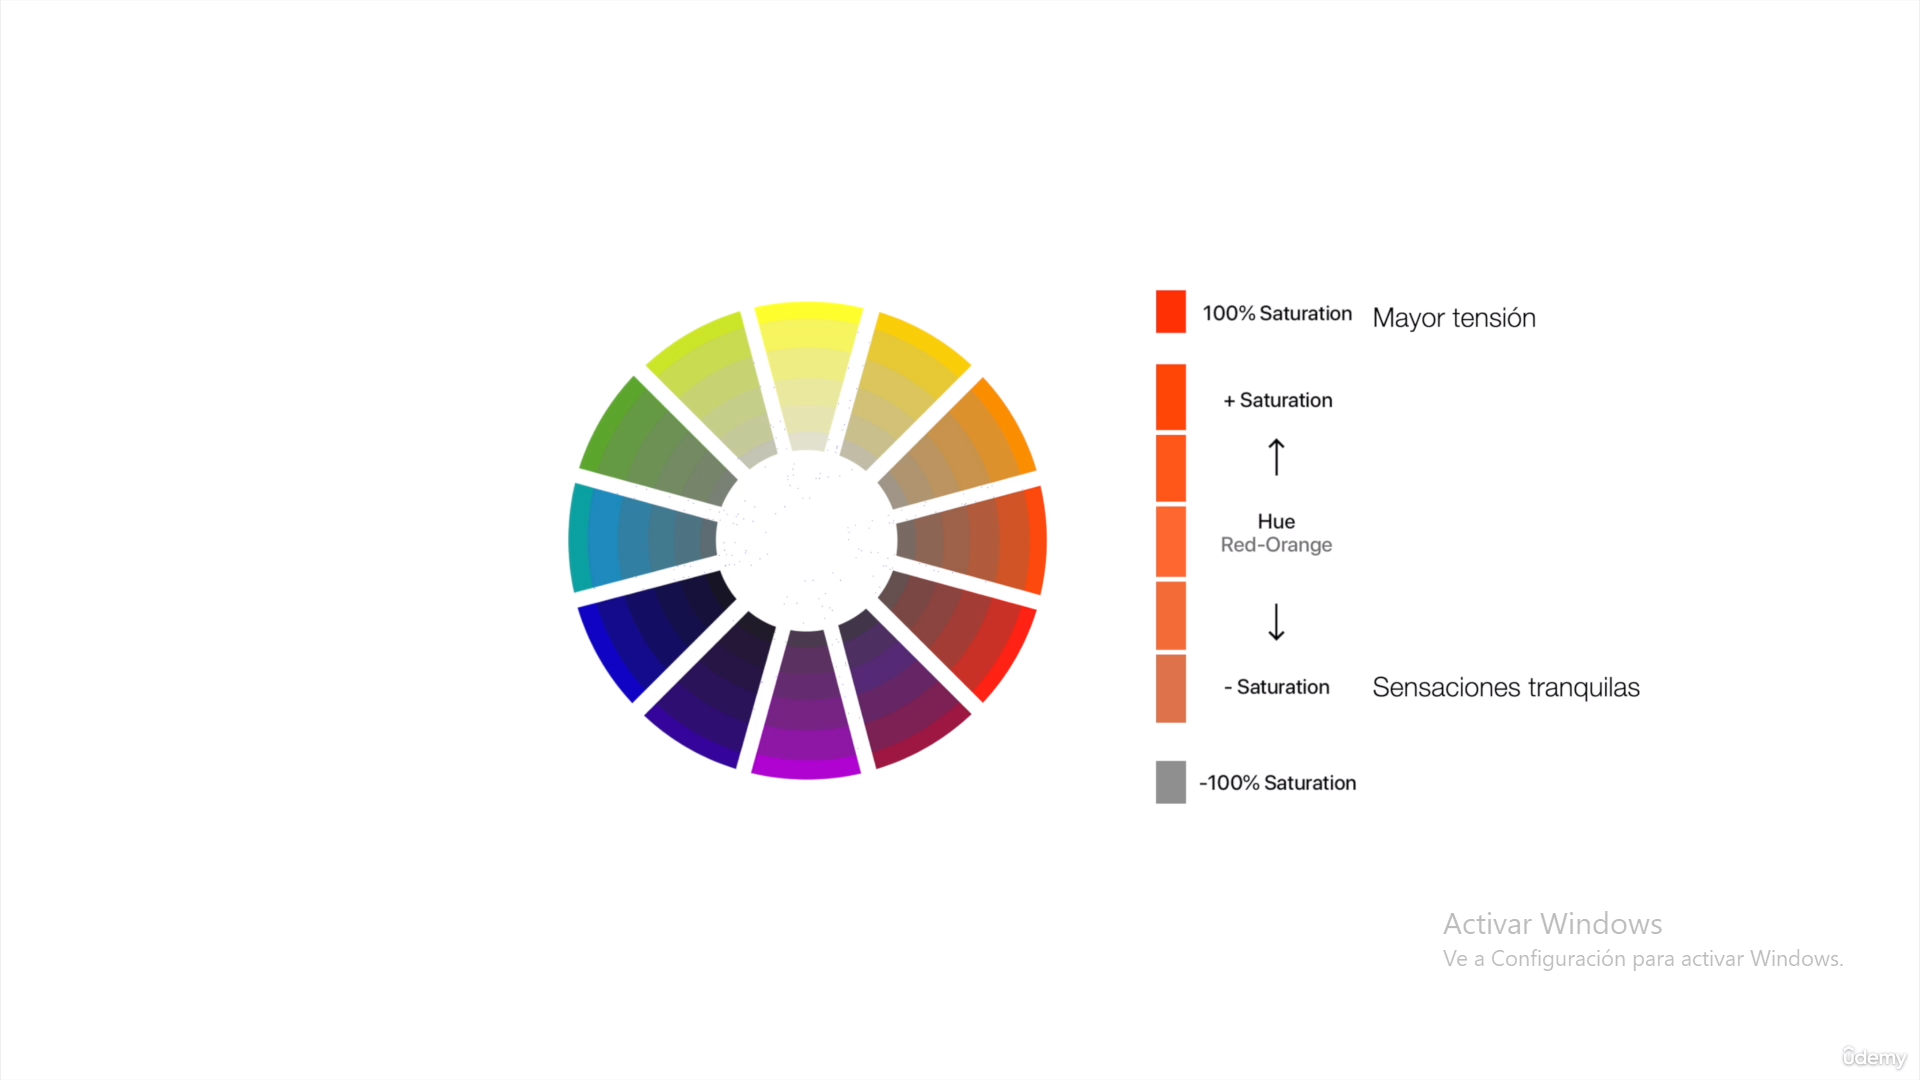 100% Saturation
Mayor tensión
+ Saturation
Hue
Red-Orange
- Saturation
Sensaciones tranquilas
-100% Saturation
Activar Windows
Ve a Configuración para activar Windows.
ûdemy